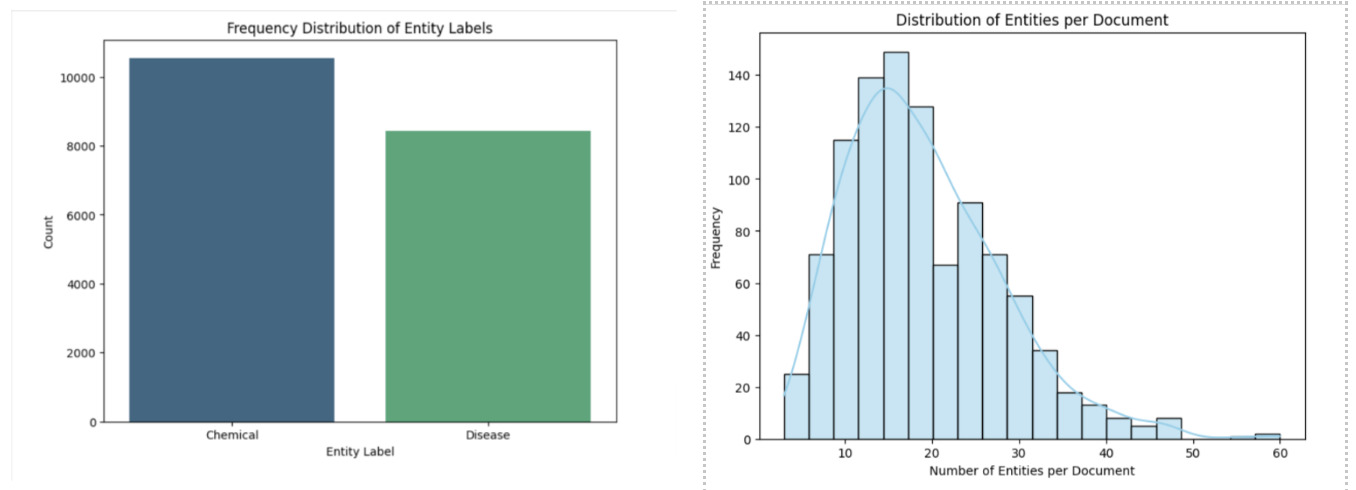 Frequency Distribution of Entity Labels
10000
8000
6000
4000
2000
0
Count
Chemical Disease
Entity Label
Distribution of Entities per Document
140
120
100
80
60
40
20
0
Frequency
10 20 30 40 50 60
Number of Entities per Document